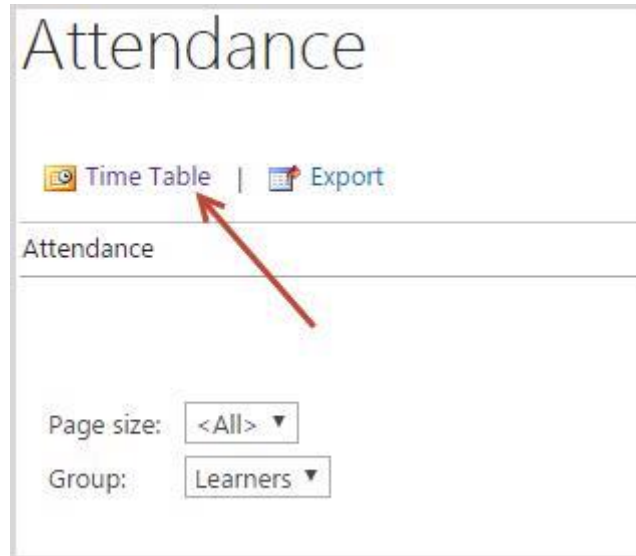 Attendance
Time Table | Export
Attendance
Page size: <All>
Group: Learners